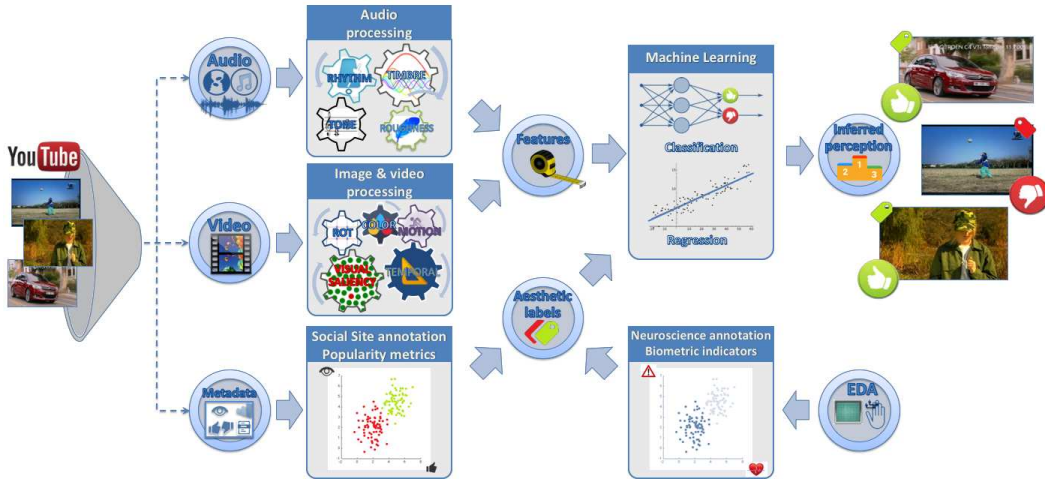 YouTube
Audio
Video
Metadata
Audio
processing
RHYTHM
TIMBRE
TONE
ROUGHNESS
Image & video
processing
ROT
COLOR
MOTION
VISUAL
SALIENCY
TEMPORAL
Social Site annotation
Popularity metrics
Features
Aesthetic
labels
Machine Learning
Classification
Regression
Neuroscience annotation
Biometric indicators
EDA
Inferred
perception
2
1
3